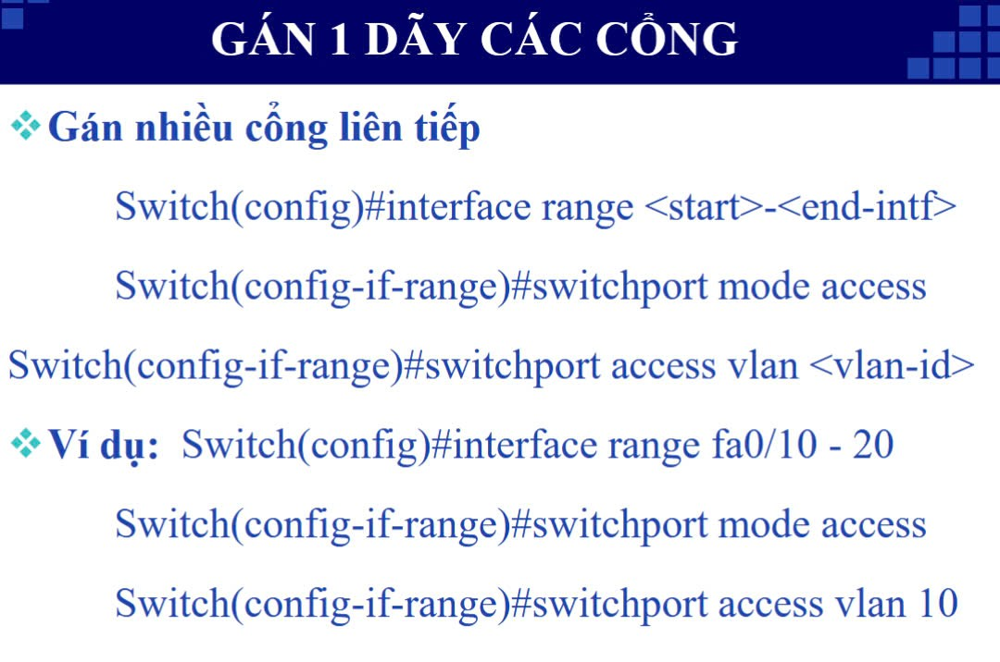 GÁN 1 DÃY CÁC CỔNG
Gán nhiều cổng liên tiếp
Switch(config)#interface range <start>-<end-intf>
Switch(config-if-range)#switchport mode access
Switch(config-if-range)#switchport access vlan <vlan-id>
Ví dụ: Switch(config)#interface range fa0/10 - 20
Switch(config-if-range)#switchport mode access
Switch(config-if-range)#switchport access vlan 10